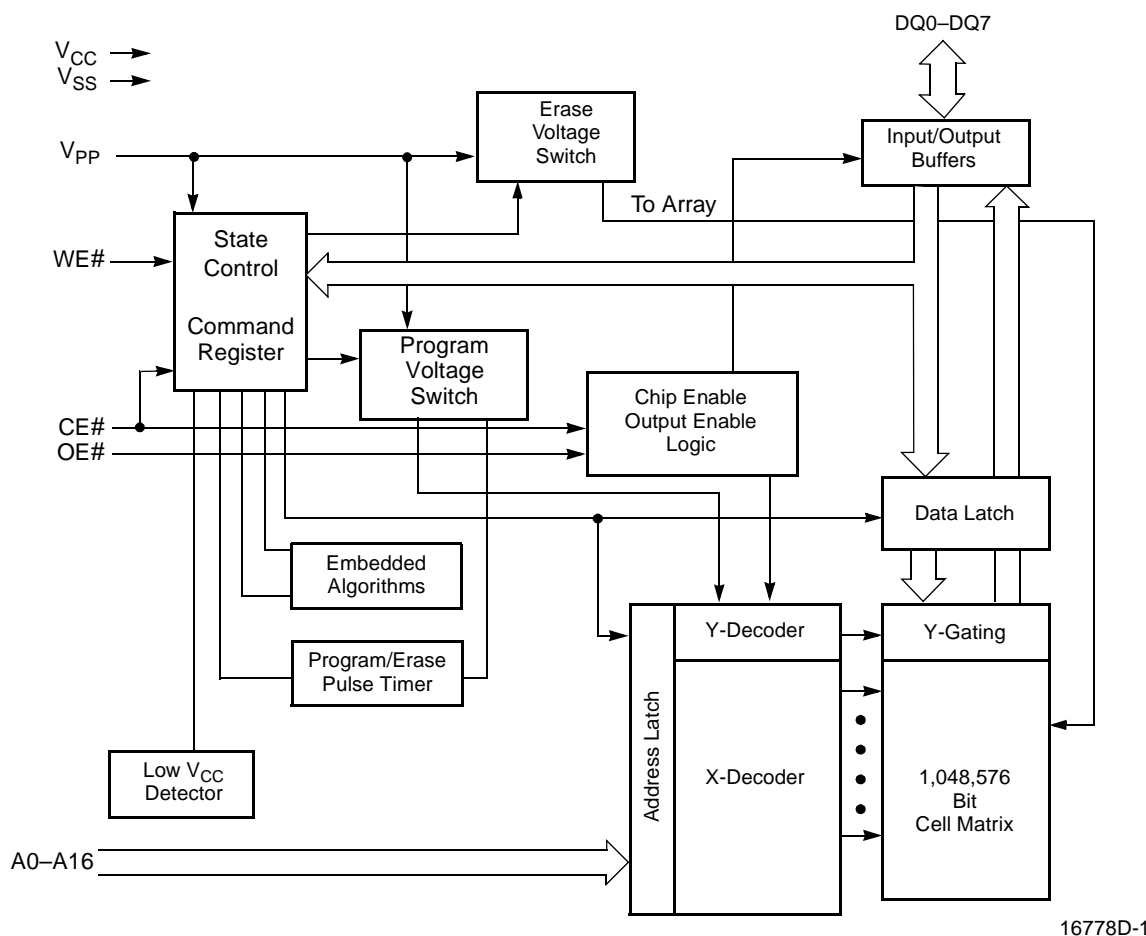 DQ0–DQ7
VCC
VSS
Erase
Voltage
Switch
Input/Output
Buffers
VPP
To Array
State
Control
Command
Register
WE#
Program
Voltage
Switch
Chip Enable
Output Enable
Logic
CE#
OE#
Data Latch
Embedded
Algorithms
Y-Decoder
Y-Gating
Program/Erase
Pulse Timer
Address Latch
X-Decoder
1,048,576
Bit
Cell Matrix
Low VCC
Detector
A0–A16
16778D-1